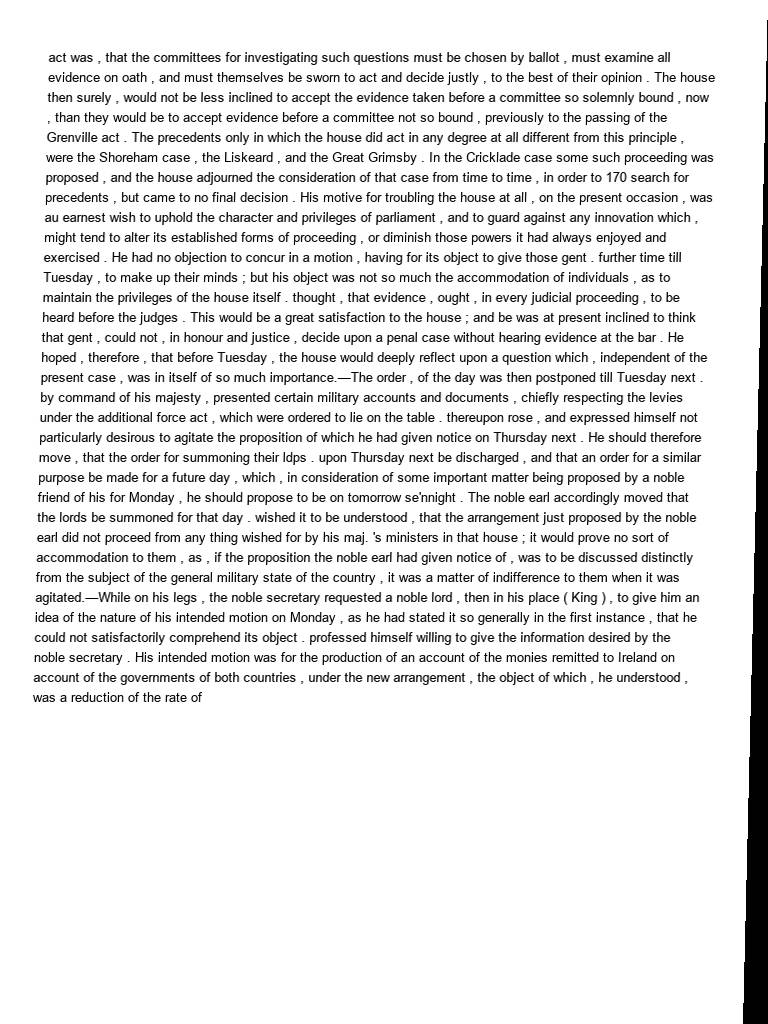 act was , that the committees for investigating such questions must be chosen by ballot , must examine all
evidence on oath , and must themselves be sworn to act and decide justly , to the best of their opinion . The house
then surely , would not be less inclined to accept the evidence taken before a committee so solemnly bound , now
, than they would be to accept evidence before a committee not so bound , previously to the passing of the
Grenville act . The precedents only in which the house did act in any degree at all different from this principle ,
were the Shoreham case , the Liskeard , and the Great Grimsby . In the Cricklade case some such proceeding was
proposed , and the house adjourned the consideration of that case from time to time , in order to 170 search for
precedents , but came to no final decision . His motive for troubling the house at all , on the present occasion , was
au earnest wish to uphold the character and privileges of parliament , and to guard against any innovation which ,
might tend to alter its established forms of proceeding , or diminish those powers it had always enjoyed and
exercised . He had no objection to concur in a motion , having for its object to give those gent . further time till
Tuesday , to make up their minds ; but his object was not so much the accommodation of individuals , as to
maintain the privileges of the house itself . thought , that evidence , ought , in every judicial proceeding , to be
heard before the judges . This would be a great satisfaction to the house ; and be was at present inclined to think
that gent , could not , in honour and justice , decide upon a penal case without hearing evidence at the bar . He
hoped , therefore , that before Tuesday , the house would deeply reflect upon a question which , independent of the
present case , was in itself of so much importance.—The order , of the day was then postponed till Tuesday next .
by command of his majesty , presented certain military accounts and documents , chiefly respecting the levies
under the additional force act , which were ordered to lie on the table . thereupon rose , and expressed himself not
particularly desirous to agitate the proposition of which he had given notice on Thursday next . He should therefore
move , that the order for summoning their ldps . upon Thursday next be discharged , and that an order for a similar
purpose be made for a future day , which , in consideration of some important matter being proposed by a noble
friend of his for Monday , he should propose to be on tomorrow se'nnight . The noble earl accordingly moved that
the lords be summoned for that day . wished it to be understood , that the arrangement just proposed by the noble
earl did not proceed from any thing wished for by his maj. 's ministers in that house ; it would prove no sort of
accommodation to them , as , if the proposition the noble earl had given notice of , was to be discussed distinctly
from the subject of the general military state of the country , it was a matter of indifference to them when it was
agitated.—While on his legs , the noble secretary requested a noble lord , then in his place ( King ) , to give him an
idea of the nature of his intended motion on Monday , as he had stated it so generally in the first instance , that he
could not satisfactorily comprehend its object . professed himself willing to give the information desired by the
noble secretary . His intended motion was for the production of an account of the monies remitted to Ireland on
account of the governments of both countries , under the new arrangement , the object of which , he understood ,
was a reduction of the rate of